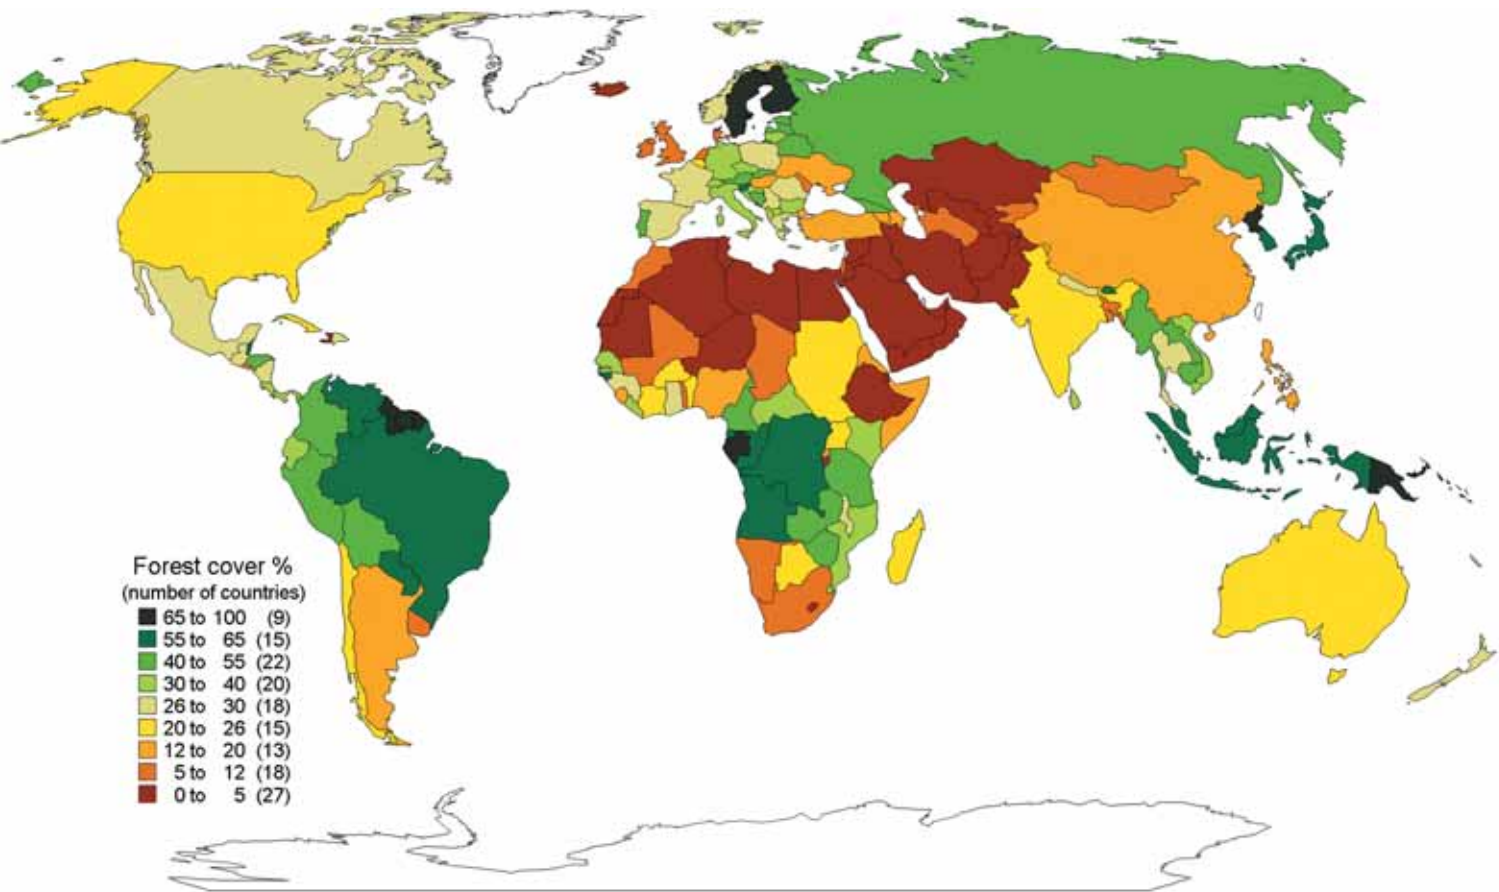 Forest cover %
(number of countries)
65 to 100 (9)
55 to 65 (15)
40 to 55 (22)
30 to 40 (20)
26 to 30 (18)
20 to 26 (15)
12 to 20 (13)
5 to 12 (18)
0 to 5 (27)